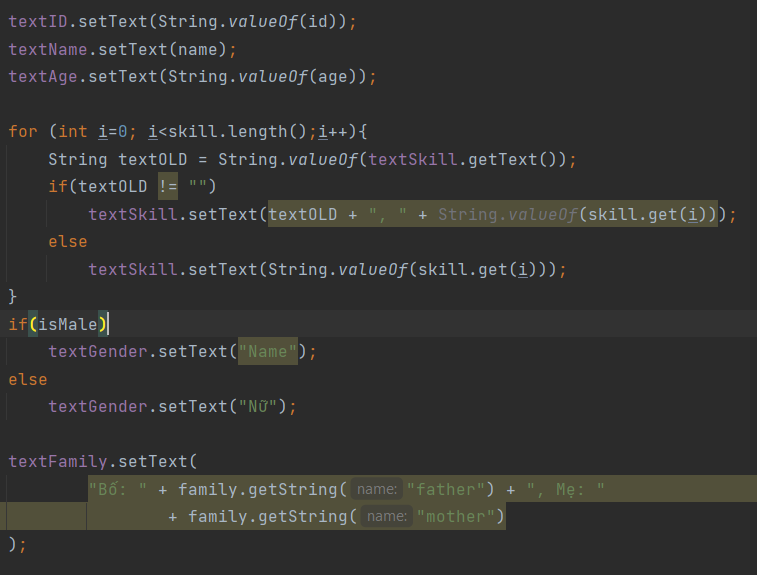 textID.setText(String.valueOf(id));
textName.setText(name);
textAge.setText(String.valueOf(age));
for (int i=0; i<skill.length();i++){
String textOLD = String.valueOf(textSkill.getText());
if(textOLD != "")
textSkill.setText(textOLD + ", " + String.valueOf(skill.get(i)));
else
textSkill.setText(String.valueOf(skill.get(i)));
}
if(isMale)
textGender.setText("Name");
else
textGender.setText("Nữ");
textFamily.setText(
"Bố: " + family.getString( name: "father") + ", Mẹ: "
+ family.getString( name: "mother")
);